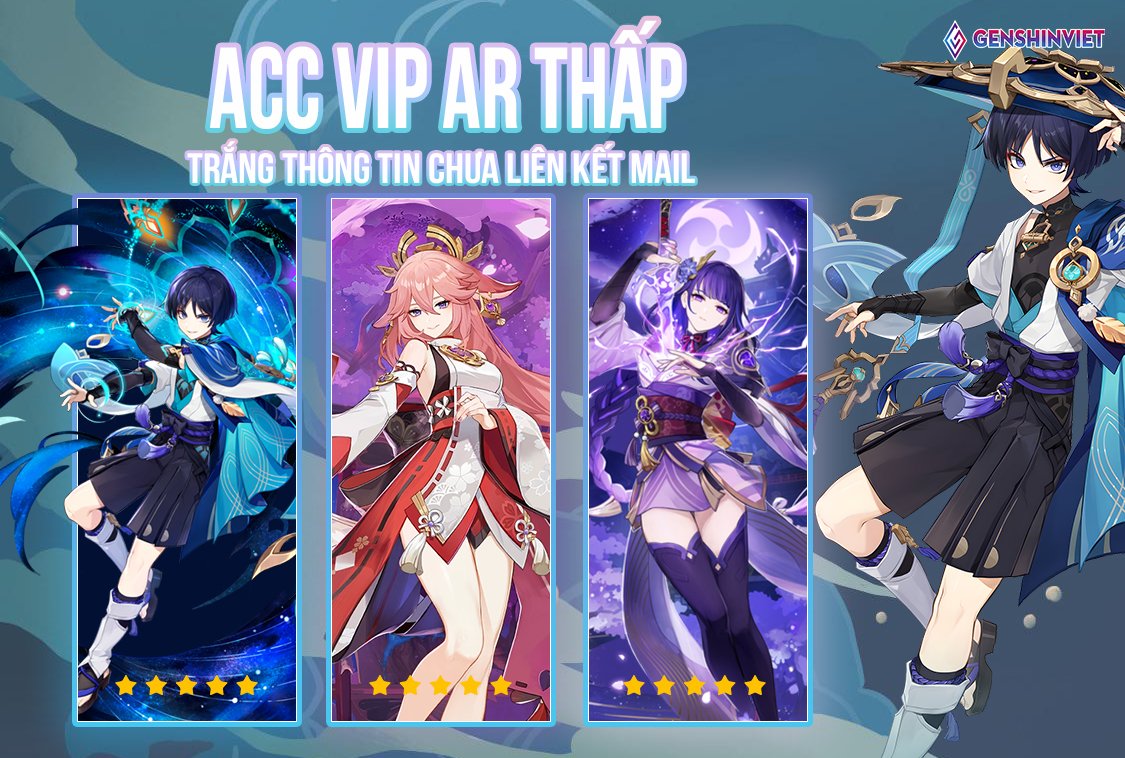 GENSHINVIET
ACC VIP AR THẤP
TRẮNG THÔNG TIN CHƯA LIÊN KẾT MAIL